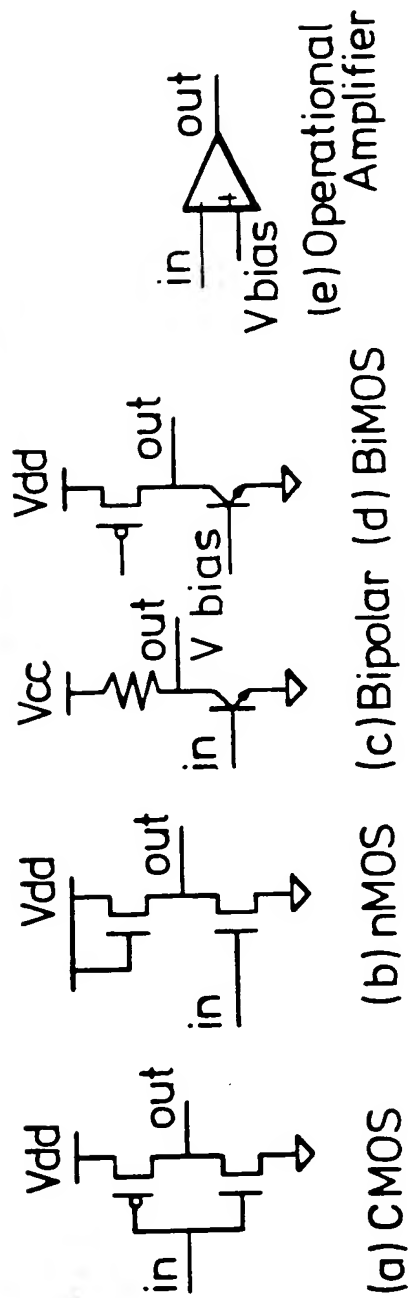 Vdd
in
out
(a) CMOS
Vdd
in
out
(b) nMOS
Vcc
in
out
(c) Bipolar
Vdd
V bias
out
(d) BiMOS
in
V bias
+
out
(e) Operational
Amplifier